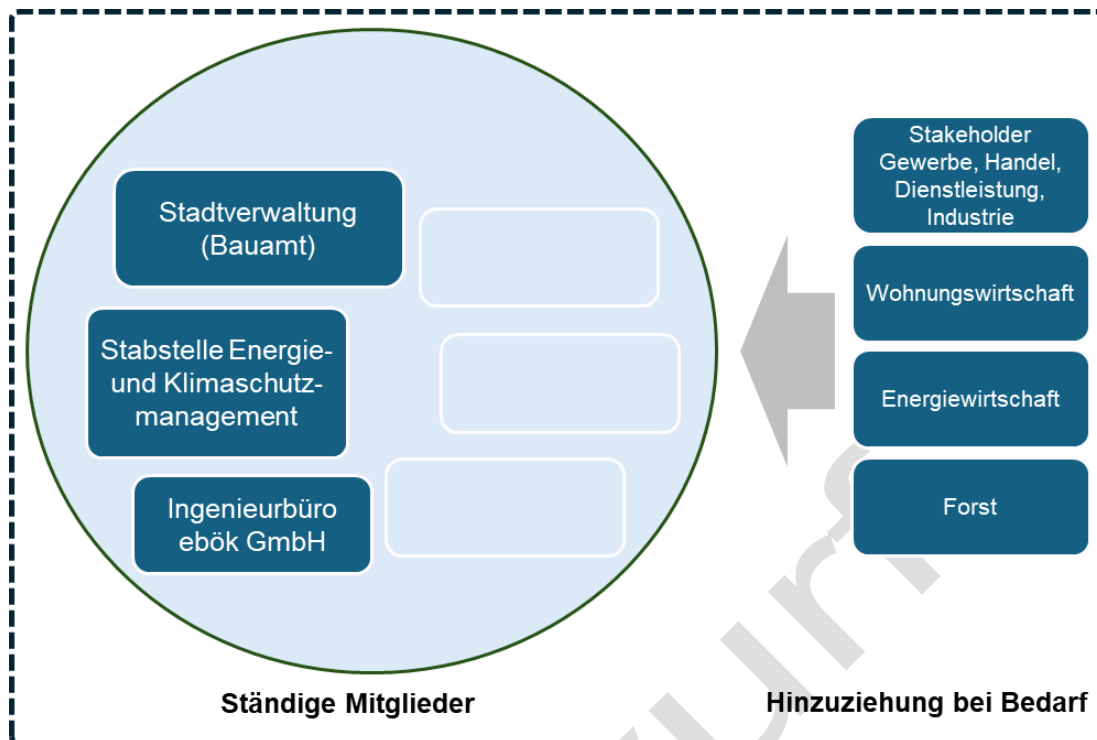 Stadtverwaltung
(Bauamt)
Stabstelle Energie-
und Klimaschutz-
management
Ingenieurbüro
ebök GmbH
Ständige Mitglieder
Stakeholder
Gewerbe, Handel,
Dienstleistung,
Industrie
Wohnungswirtschaft
Energiewirtschaft
Forst
Hinzuziehung bei Bedarf